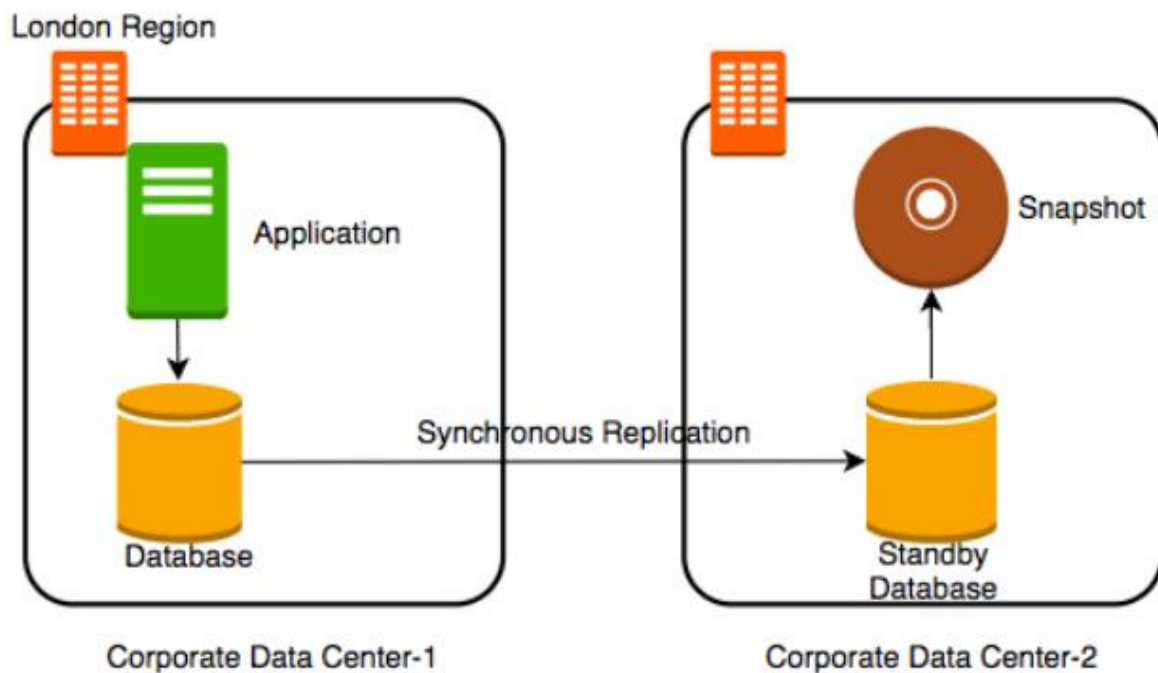 London Region
Application
Snapshot
Synchronous Replication
Database
Standby
Database
Corporate Data Center-1
Corporate Data Center-2